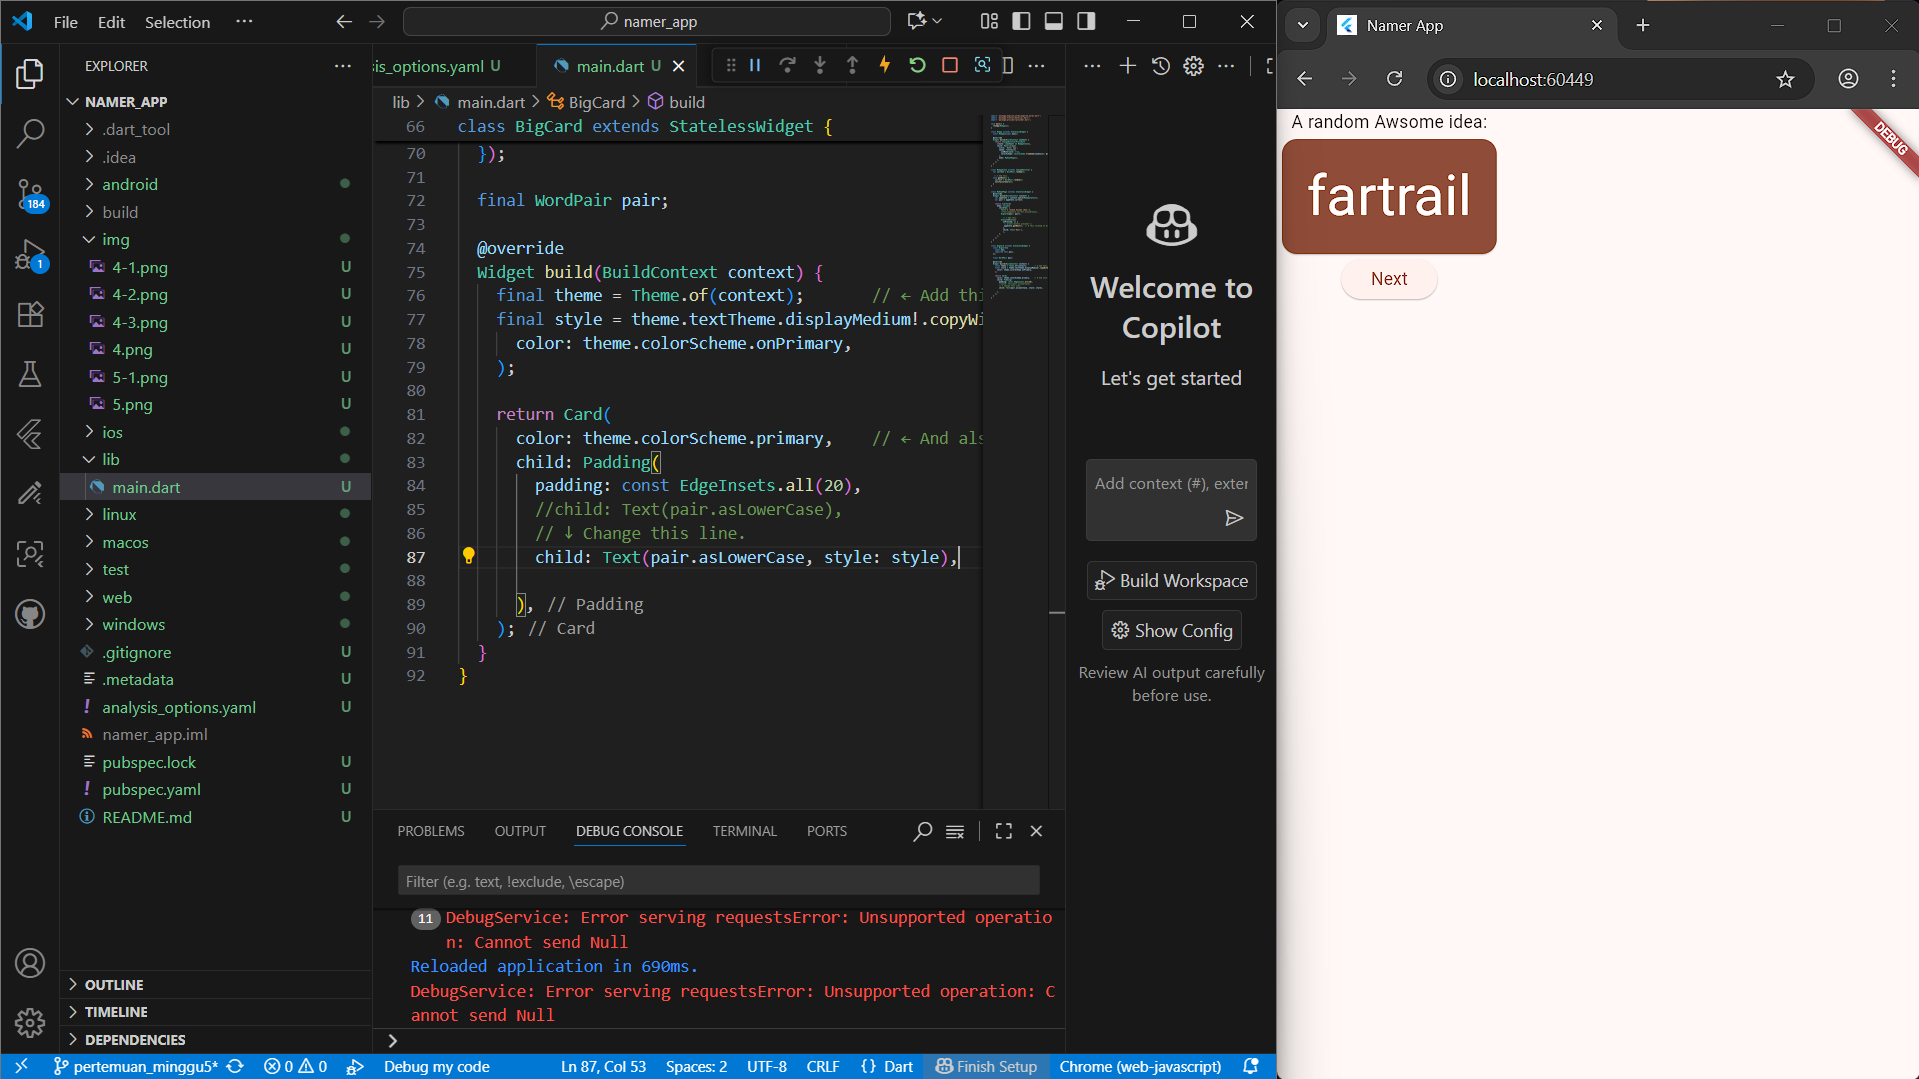 File Edit Selection ··· namer_app
EXPLORER ···
NAMER_APP
.dart_tool
.idea
android
build
img
4-1.png U
4-2.png U
4-3.png U
4.png U
5-1.png U
5.png U
ios
lib
main.dart U
linux
macos
test
web
windows
.gitignore U
.metadata U
analysis_options.yaml U
namer_app.iml
pubspec.lock U
pubspec.yaml U
README.md U
OUTLINE
TIMELINE
DEPENDENCIES
184
1
is_options.yaml U main.dart U
lib > main.dart > BigCard > build
66 class BigCard extends StatelessWidget {
70 });
71
72 final WordPair pair;
73
74 @override
75 Widget build(BuildContext context) {
76 final theme = Theme.of(context); // ← Add thi
77 final style = theme.textTheme.displayMedium!.copyWi
78 color: theme.colorScheme.onPrimary,
79 );
80
81 return Card(
82 color: theme.colorScheme.primary, // ← And als
83 child: Padding(
84 padding: const EdgeInsets.all(20),
85 //child: Text(pair.asLowerCase),
86 // ↓ Change this line.
87 child: Text(pair.asLowerCase, style: style),
88
89 ), // Padding
90 ); // Card
91 }
92 }
PROBLEMS OUTPUT DEBUG CONSOLE TERMINAL PORTS
Filter (e.g. text, !exclude, \escape)
11 DebugService: Error serving requestsError: Unsupported operatio
n: Cannot send Null
Reloaded application in 690ms.
DebugService: Error serving requestsError: Unsupported operation: C
annot send Null
Welcome to
Copilot
Let's get started
Add context (#), exter
Build Workspace
Show Config
Review AI output carefully
before use.
pertemuan_minggu5* 0 0 Debug my code Ln 87, Col 53 Spaces: 2 UTF-8 CRLF {} Dart Finish Setup Chrome (web-javascript)
Namer App
localhost:60449
A random Awsome idea:
DEBUG
fartrail
Next